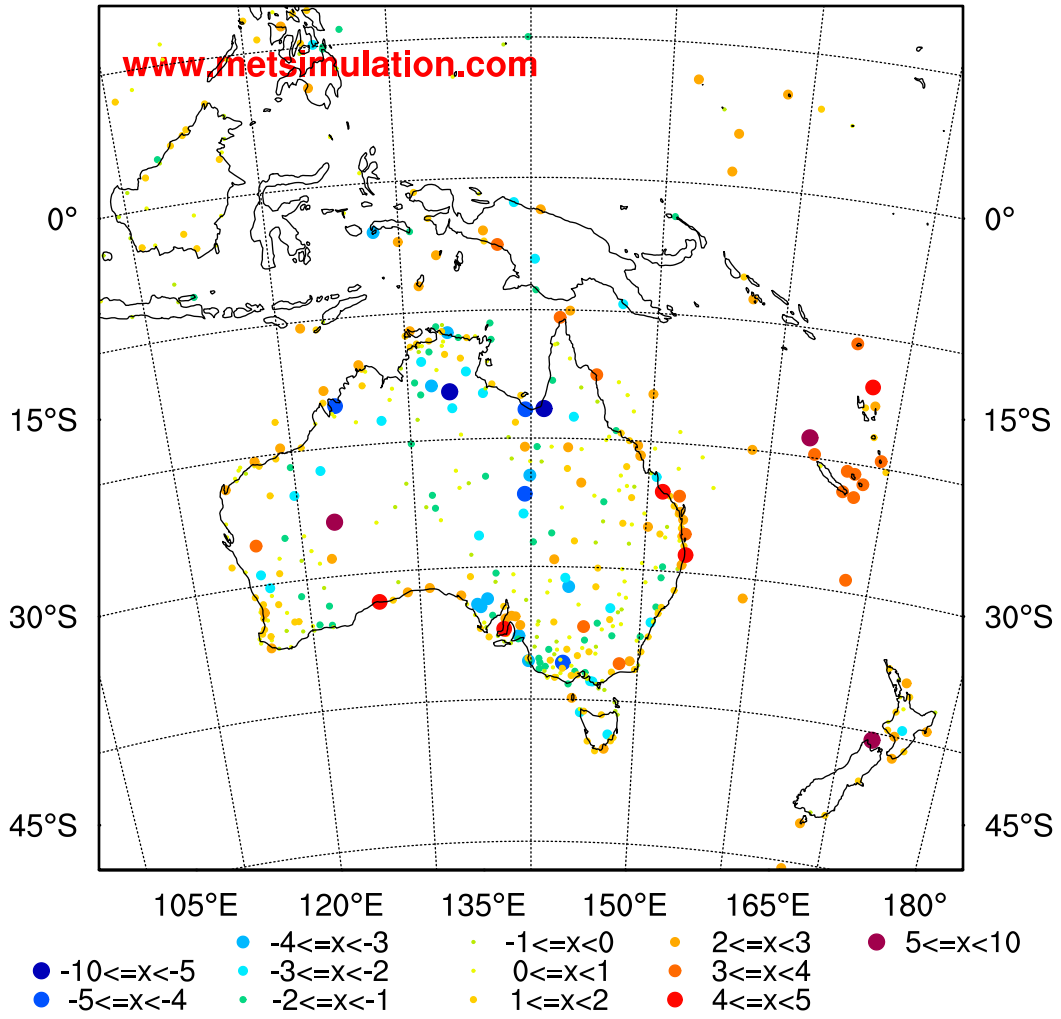 www.metsimulation.com
0° 0°
15°S 15°S
30°S 30°S
45°S 45°S
105°E 120°E 135°E 150°E 165°E 180°
-4<=x<-3 -1<=x<0 2<=x<3 5<=x<10
-10<=x<-5 -3<=x<-2 0<=x<1 3<=x<4
-5<=x<-4 -2<=x<-1 1<=x<2 4<=x<5